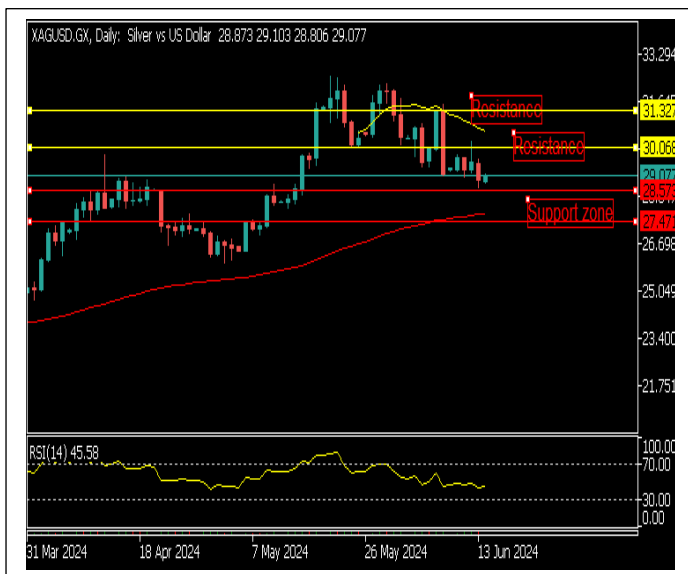 XAGUSD.GX, Daily: Silver vs US Dollar 28.873 29.103 28.806 29.077
33.294
Resistance
31.327
Resistance
30.068
29.077
28.573
Support zone
27.471
26.698
25.049
23.400
21.751
RSI(14) 45.58
100.00
70.00
30.00
0.00
31 Mar 2024 18 Apr 2024 7 May 2024 26 May 2024 13 Jun 2024